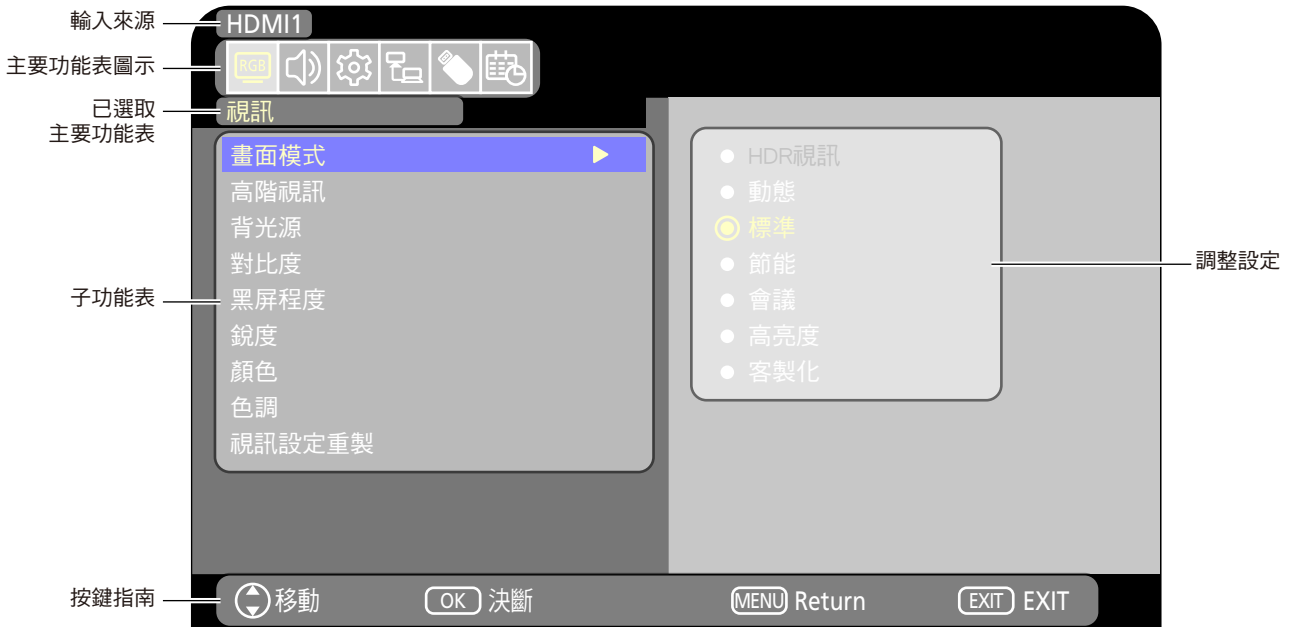 輸入來源
HDMI1
主要功能表圖示
RGB
已選取
主要功能表
視訊
畫面模式
高階視訊
背光源
對比度
黑屏程度
銳度
顏色
色調
視訊設定重製
子功能表
HDR視訊
動態
標準
節能
會議
高亮度
客製化
調整設定
按鍵指南
移動
OK 決斷
MENU Return
EXIT EXIT